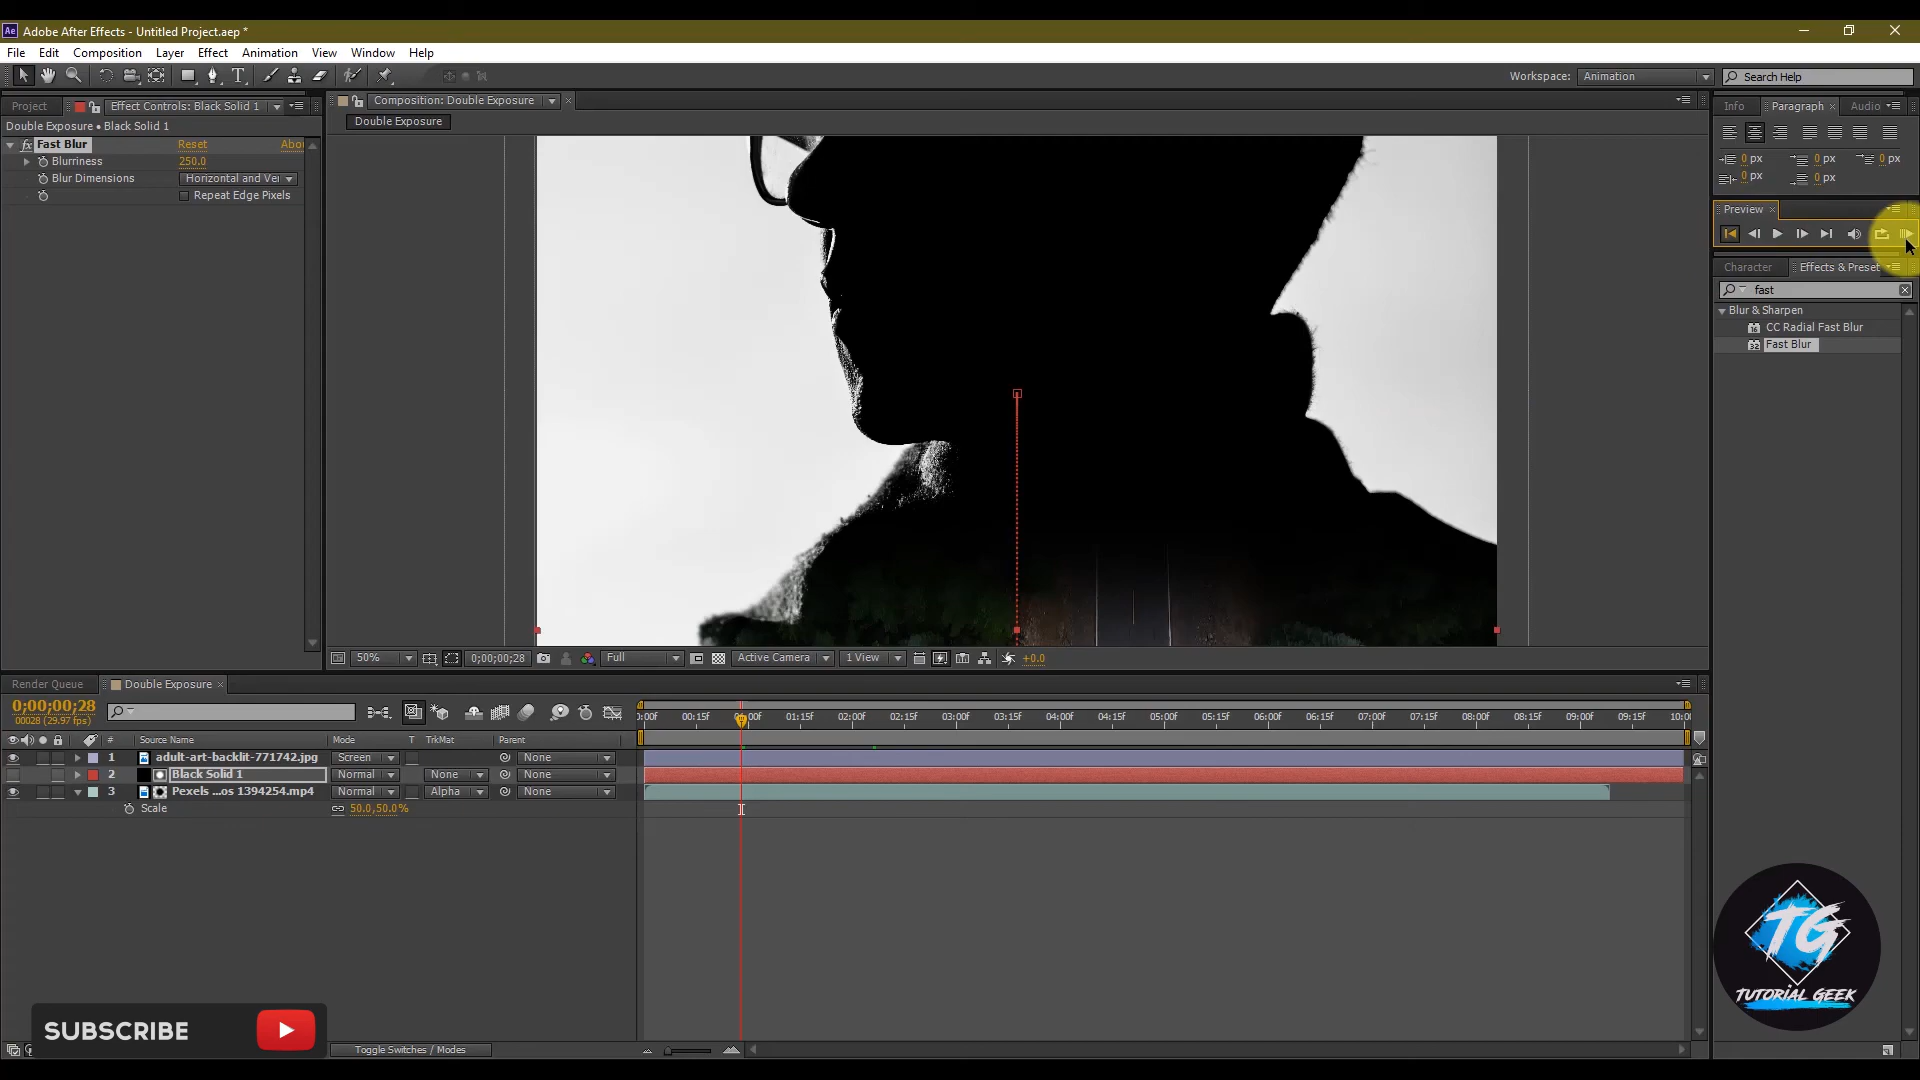 Ae Adobe After Effects - Untitled Project.aep *
File Edit Composition Layer Effect Animation View Window Help
T
Workspace: Animation
Search Help
Project
Effect Controls: Black Solid 1
Double Exposure • Black Solid 1
fx Fast Blur Reset Abou
Blurriness 250.0
Blur Dimensions Horizontal and Ver
Repeat Edge Pixels
Composition: Double Exposure
Double Exposure
50%
0;00;00;28
Full
Active Camera
1 View
+0.0
Info
Paragraph
Audio
0 px 0 px 0 px
0 px 0 px
Preview
Character
Effects & Preset
fast
Blur & Sharpen
CC Radial Fast Blur
Fast Blur
Render Queue
Double Exposure
0;00;00;28
00028 (29.97 fps)
# Source Name Mode T TrkMat Parent
1 adult-art-backlit-771742.jpg Screen None
2 Black Solid 1 Normal None None
3 Pexels ...os 1394254.mp4 Normal Alpha None
Scale 50.0,50.0%
:00f 00:15f 00f 01:15f 02:00f 02:15f 03:00f 03:15f 04:00f 04:15f 05:00f 05:15f 06:00f 06:15f 07:00f 07:15f 08:00f 08:15f 09:00f 09:15f 10:0
Toggle Switches / Modes
SUBSCRIBE
TG
TUTORIAL GEEK